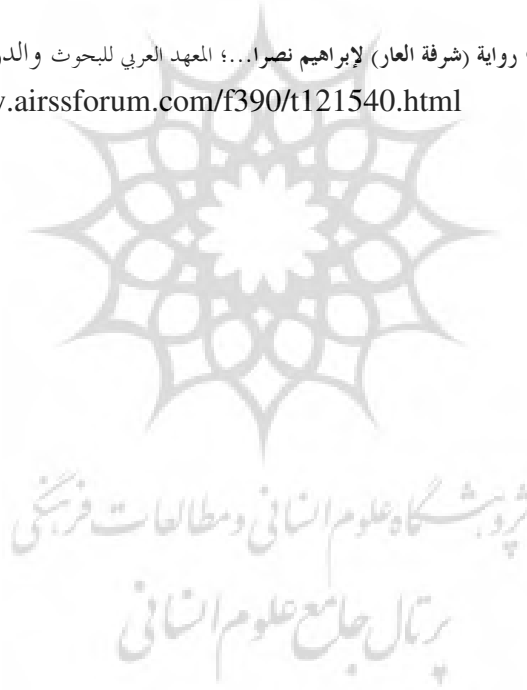 رواية (شرفة العار) لإبراهيم نصرا...؛ المعهد العربي للبحوث و
.airssforum.com/f390/t121540.html
پژوهشگاه علوم انسانی و مطالعات فرهنگی
پرتال جامع علوم انسانی